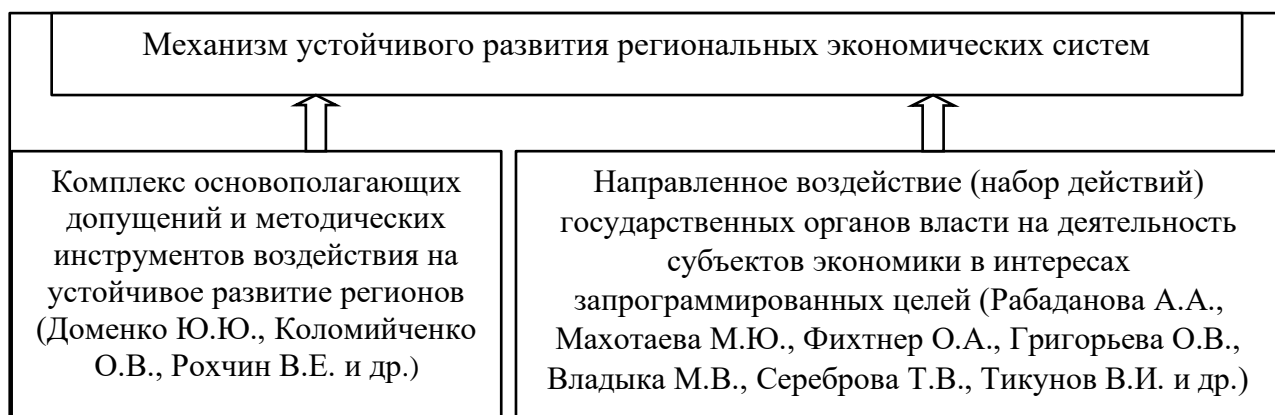 Механизм устойчивого развития региональных экономических систем
Комплекс основополагающих
допущений и методических
инструментов воздействия на
устойчивое развитие регионов
(Доменко Ю.Ю., Коломийченко
О.В., Рохчин В.Е. и др.)
Направленное воздействие (набор действий)
государственных органов власти на деятельность
субъектов экономики в интересах
запрограммированных целей (Рабаданова А.А.,
Махотаева М.Ю., Фихтнер О.А., Григорьева О.В.,
Владыка М.В., Сереброва Т.В., Тикунов В.И. и др.)